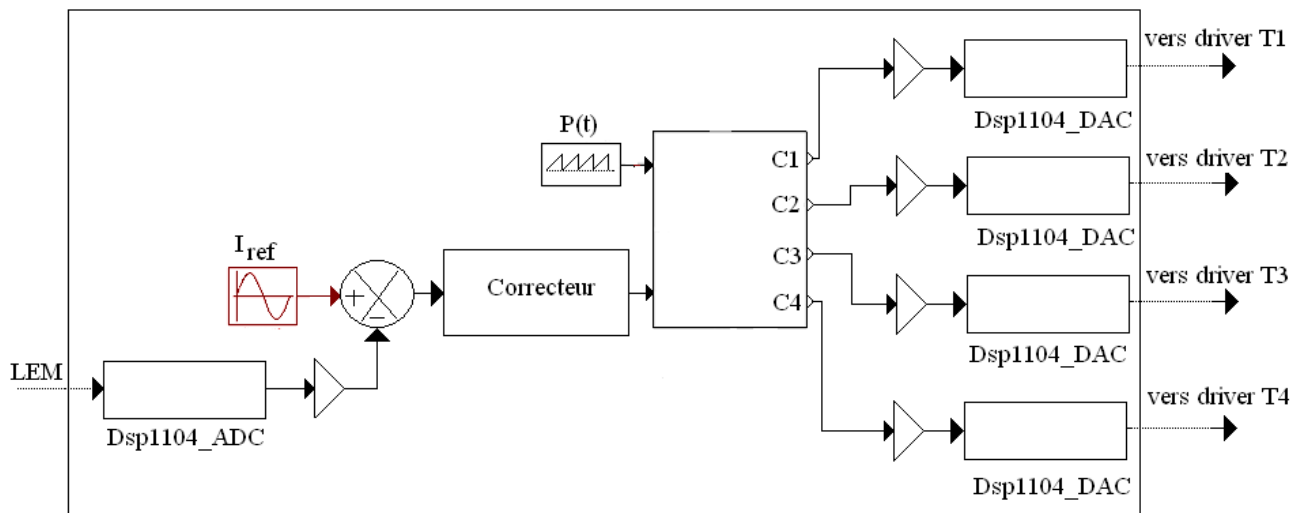 vers driver T1
Dsp1104_DAC
P(t)
C1
vers driver T2
C2
Dsp1104_DAC
I ref
C3
vers driver T3
+
Correcteur
C4
−
Dsp1104_DAC
LEM
vers driver T4
Dsp1104_ADC
Dsp1104_DAC